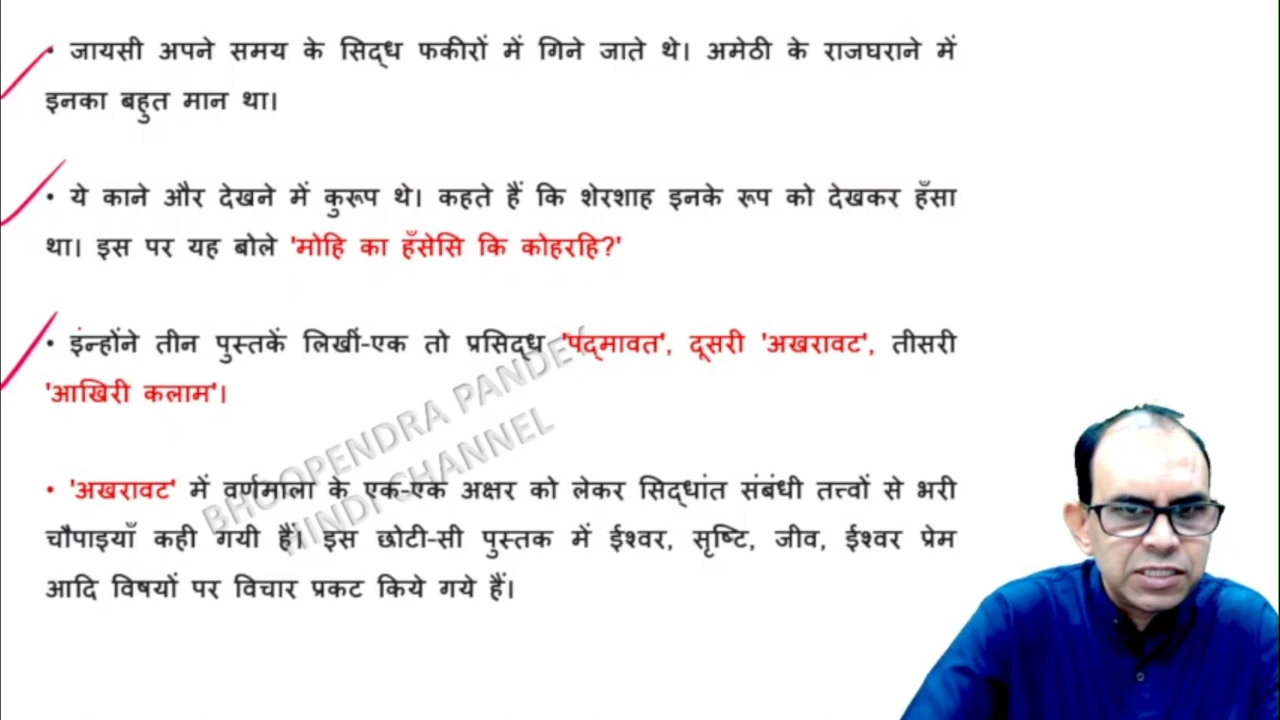 • जायसी अपने समय के सिद्ध फकीरों में गिने जाते थे। अमेठी के राजघराने में
इनका बहुत मान था।
• ये काने और देखने में कुरूप थे। कहते हैं कि शेरशाह इनके रूप को देखकर हँसा
था। इस पर यह बोले 'मोहि का हँसेसि कि कोहरहि?'
• इंन्होंने तीन पुस्तकें लिखीं-एक तो प्रसिद्ध 'पद्मावत', दूसरी 'अखरावट', तीसरी
'आखिरी कलाम'।
BHOOPENDRA PANDEY
HINDI CHANNEL
• 'अखरावट' में वर्णमाला के एक-एक अक्षर को लेकर सिद्धांत संबंधी तत्त्वों से भरी
चौपाइयाँ कही गयी हैं। इस छोटी-सी पुस्तक में ईश्वर, सृष्टि, जीव, ईश्वर प्रेम
आदि विषयों पर विचार प्रकट किये गये हैं।